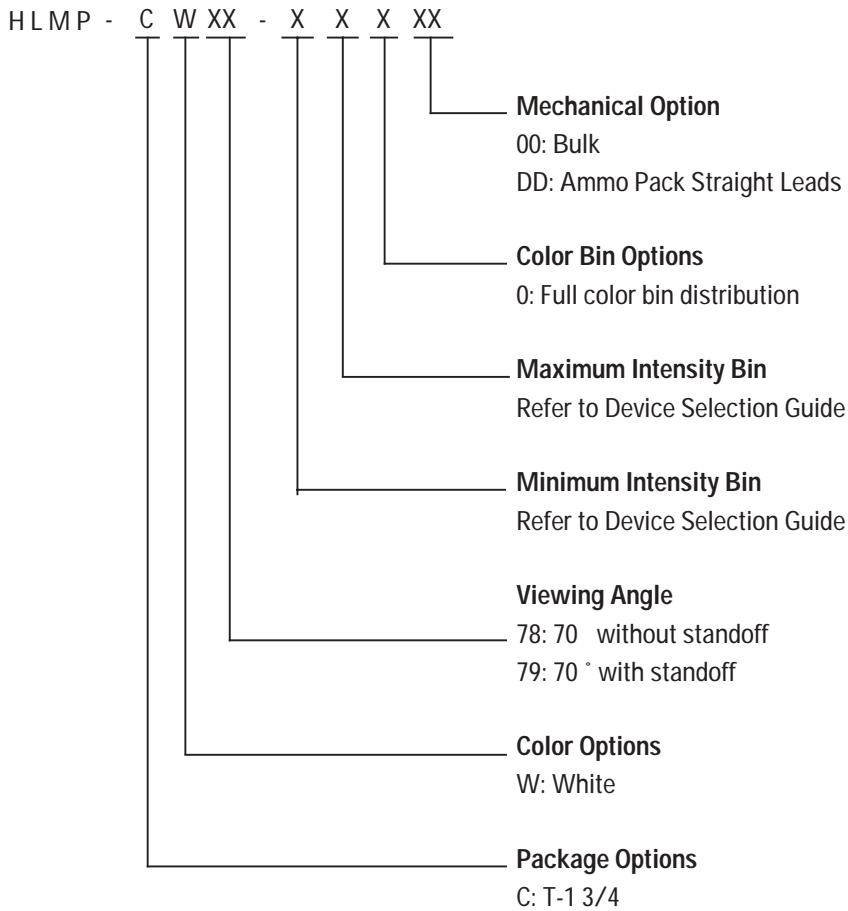 HLMP - C W XX - X X X XX
Mechanical Option
00: Bulk
DD: Ammo Pack Straight Leads
Color Bin Options
0: Full color bin distribution
Maximum Intensity Bin
Refer to Device Selection Guide
Minimum Intensity Bin
Refer to Device Selection Guide
Viewing Angle
78: 70 without standoff
79: 70 ° with standoff
Color Options
W: White
Package Options
C: T-1 3/4